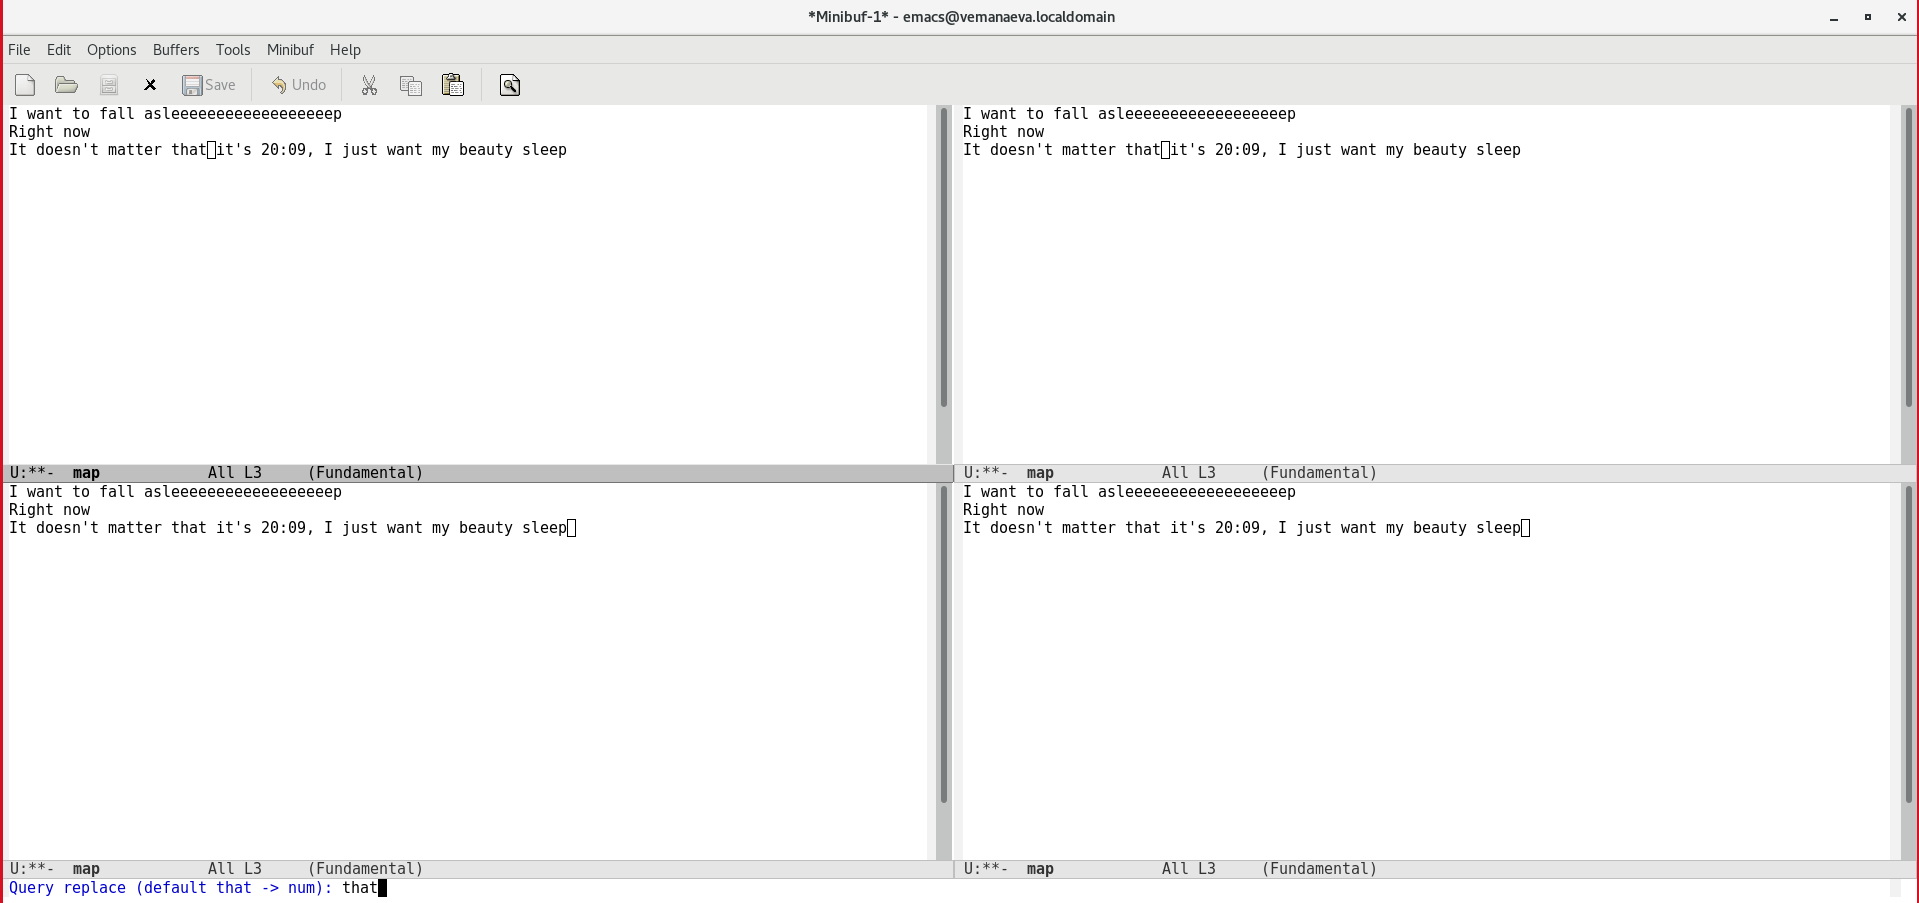 *Minibuf-1* - emacs@vemanaeva.localdomain
File Edit Options Buffers Tools Minibuf Help
Save Undo
I want to fall asleeeeeeeeeeeeeeeeeep
Right now
It doesn't matter that it's 20:09, I just want my beauty sleep
U:**- map All L3 (Fundamental)
I want to fall asleeeeeeeeeeeeeeeeeep
Right now
It doesn't matter that it's 20:09, I just want my beauty sleep
U:**- map All L3 (Fundamental)
I want to fall asleeeeeeeeeeeeeeeeeep
Right now
It doesn't matter that it's 20:09, I just want my beauty sleep
U:**- map All L3 (Fundamental)
I want to fall asleeeeeeeeeeeeeeeeeep
Right now
It doesn't matter that it's 20:09, I just want my beauty sleep
U:**- map All L3 (Fundamental)
Query replace (default that -> num): that